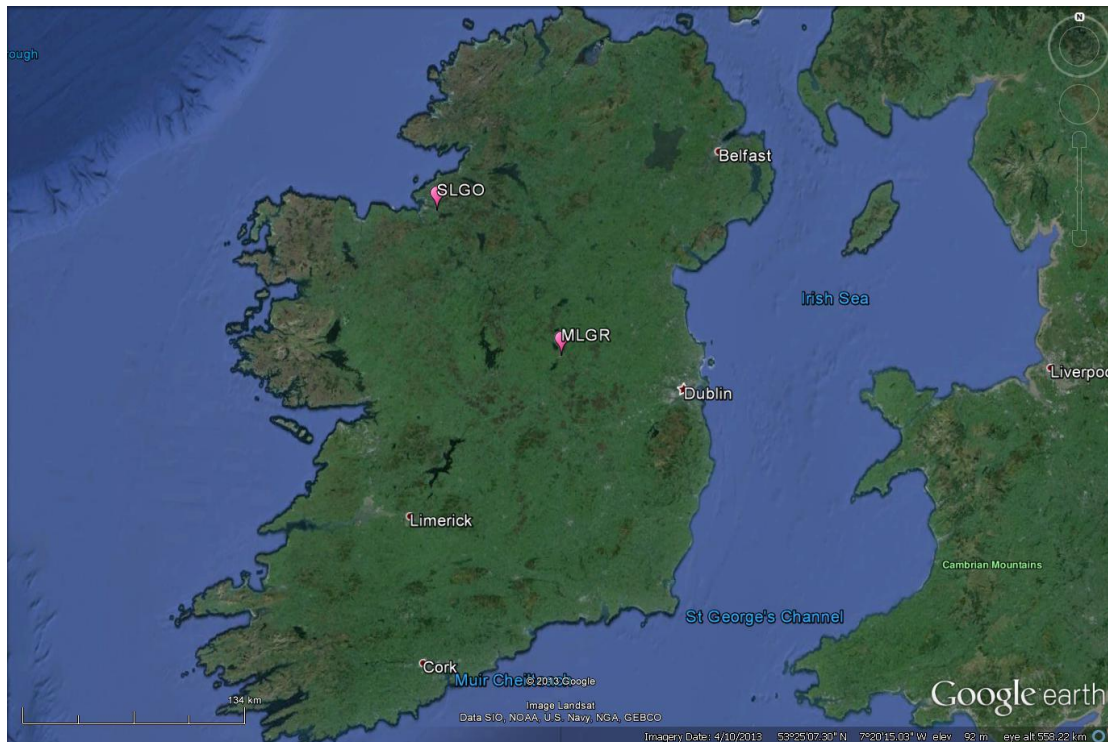 ough
N
Belfast
SLGO
Irish Sea
MLGR
Liverpoo
Dublin
Limerick
Cambrian Mountains
St George's Channel
Cork
Muir Che
© 2013 Google
134 km
Image Landsat
Data SIO, NOAA, U.S. Navy, NGA, GEBCO
Google earth
Imagery Date: 4/10/2013 53°25'07.30" N 7°20'15.03" W elev 92 m eye alt 558.22 km